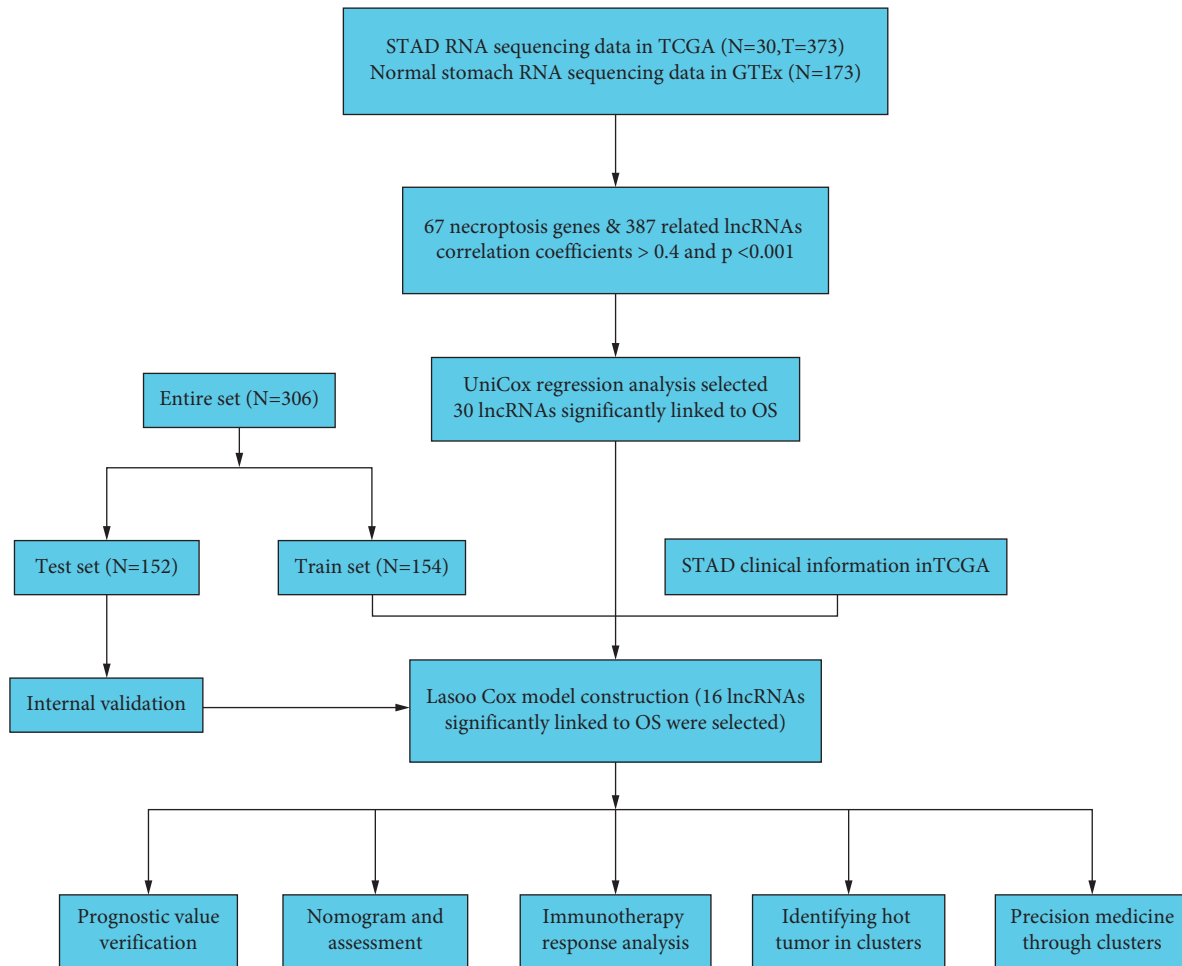 STAD RNA sequencing data in TCGA (N=30,T=373)
Normal stomach RNA sequencing data in GTEx (N=173)
67 necroptosis genes & 387 related lncRNAs
correlation coefficients > 0.4 and p <0.001
UniCox regression analysis selected
30 lncRNAs significantly linked to OS
Entire set (N=306)
Test set (N=152)
Train set (N=154)
STAD clinical information inTCGA
Internal validation
Lasoo Cox model construction (16 lncRNAs
significantly linked to OS were selected)
Prognostic value
verification
Nomogram and
assessment
Immunotherapy
response analysis
Identifying hot
tumor in clusters
Precision medicine
through clusters